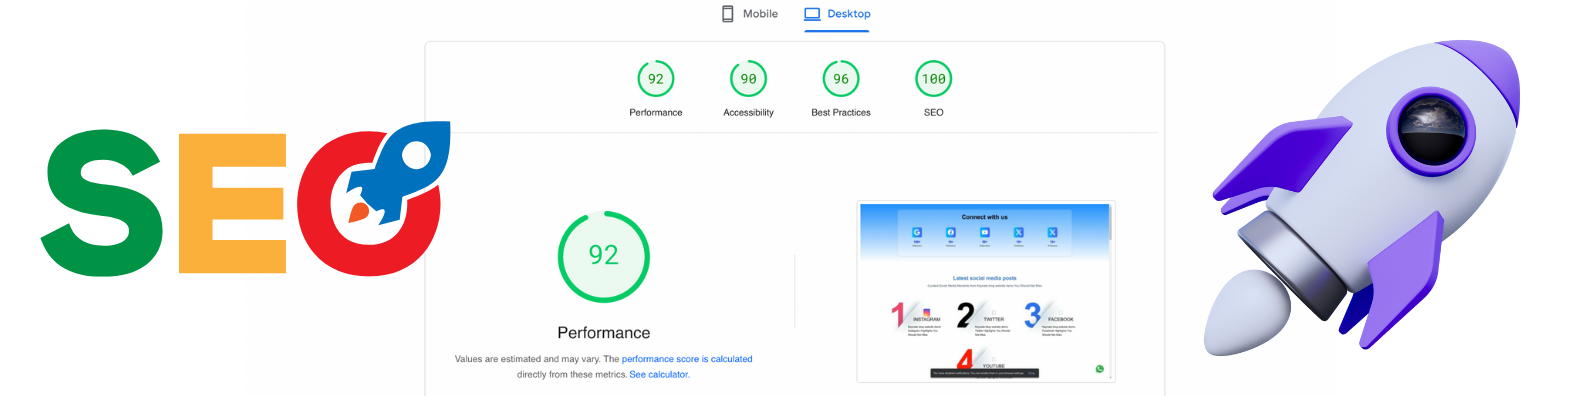 Mobile
Desktop
92
90
96
100
Performance
Accessibility
Best Practices
SEO
SEO
92
Performance
Values are estimated and may vary. The performance score is calculated
directly from these metrics. See calculator.
Connect with us
Latest social media posts
1
INSTAGRAM
2
TWITTER
3
FACEBOOK
4
YOUTUBE